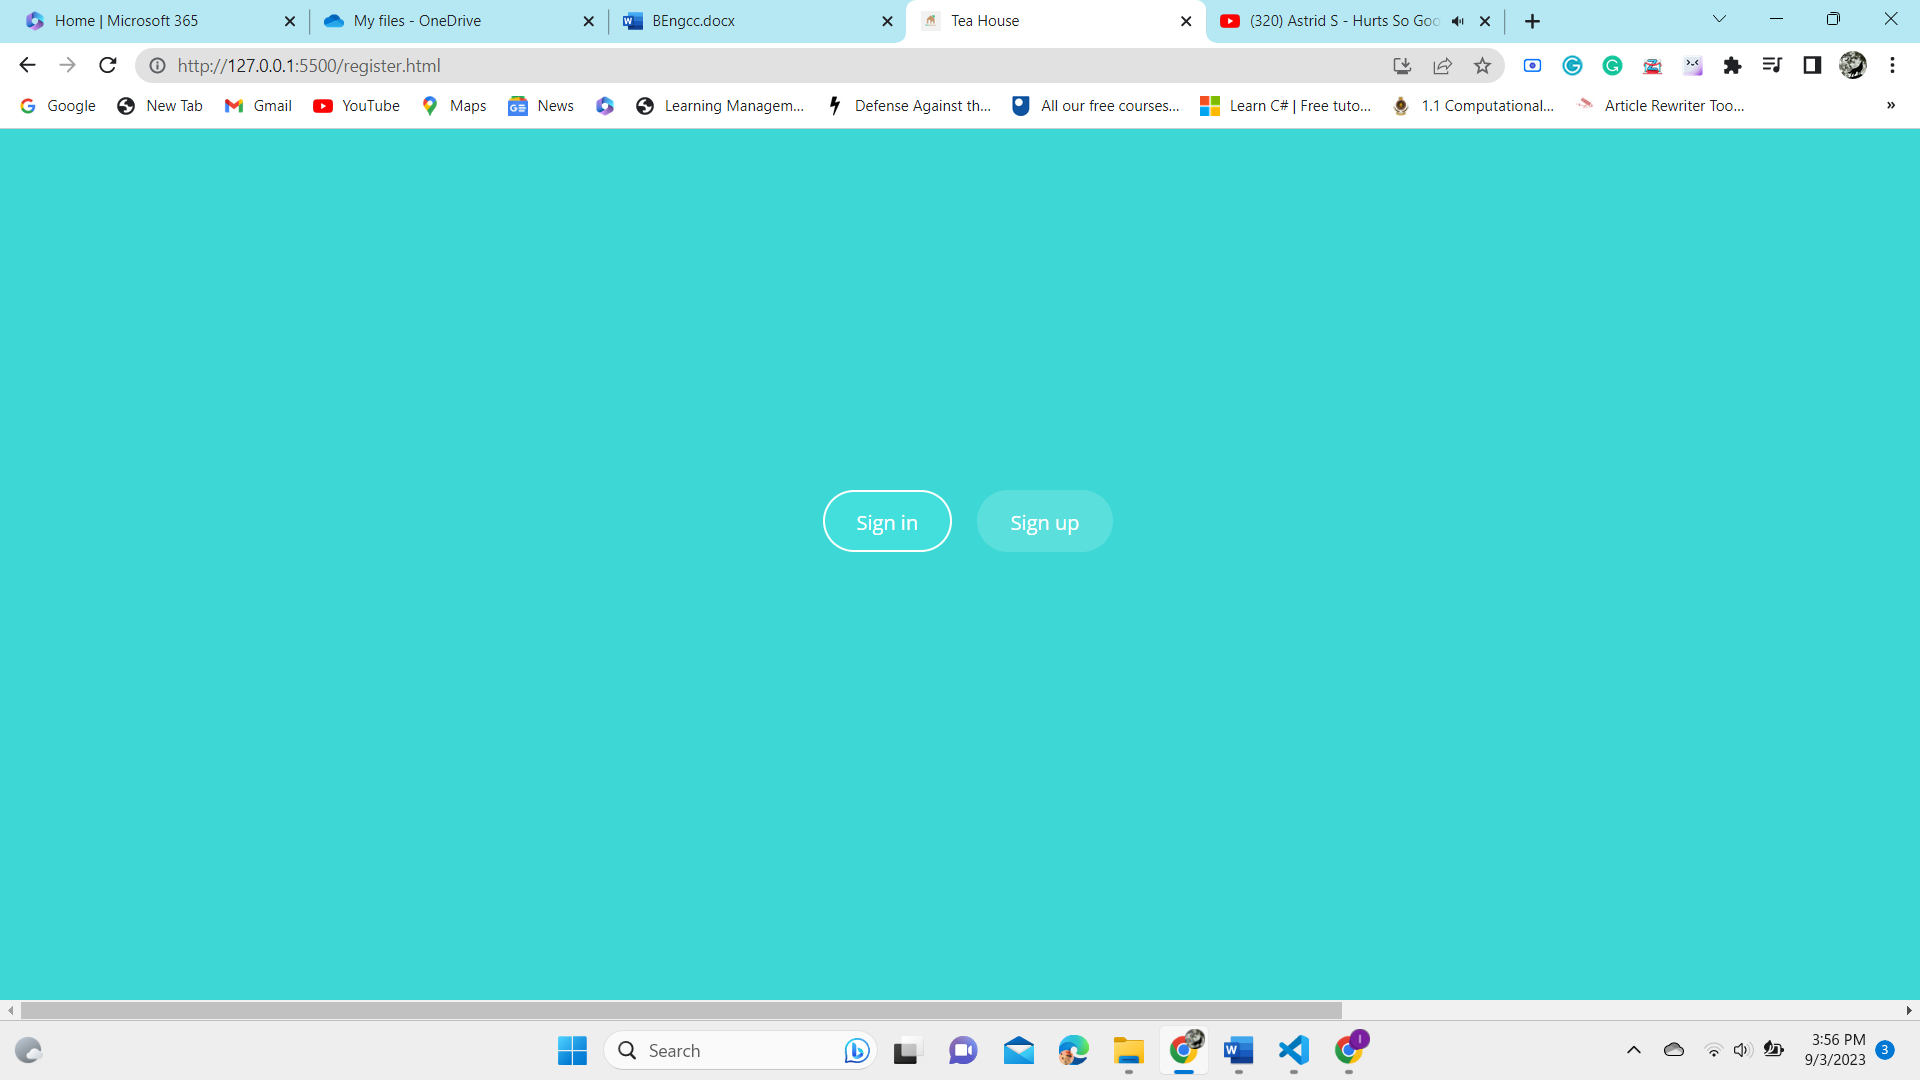 Home | Microsoft 365
My files - OneDrive
BEngcc.docx
Tea House
(320) Astrid S - Hurts So Goo
http://127.0.0.1:5500/register.html
Google
New Tab
Gmail
YouTube
Maps
News
Learning Managem...
Defense Against th...
All our free courses...
Learn C# | Free tuto...
1.1 Computational...
Article Rewriter Too...
»
Sign in
Sign up
Search
3:56 PM
9/3/2023
3